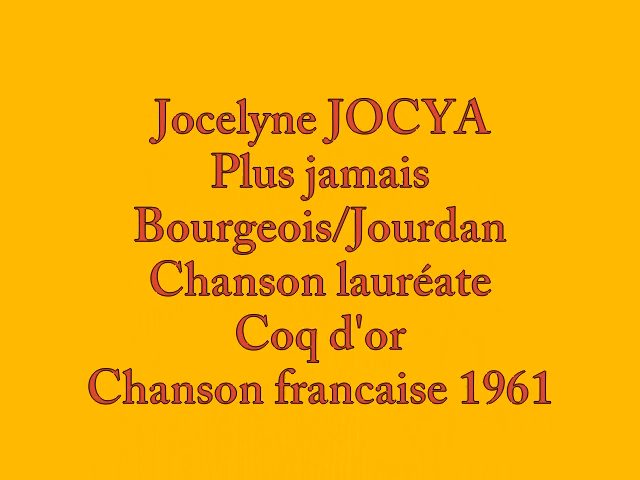 Jocelyne JOCYA
Plus jamais
Bourgeois/Jourdan
Chanson lauréate
Coq d'or
Chanson francaise 1961